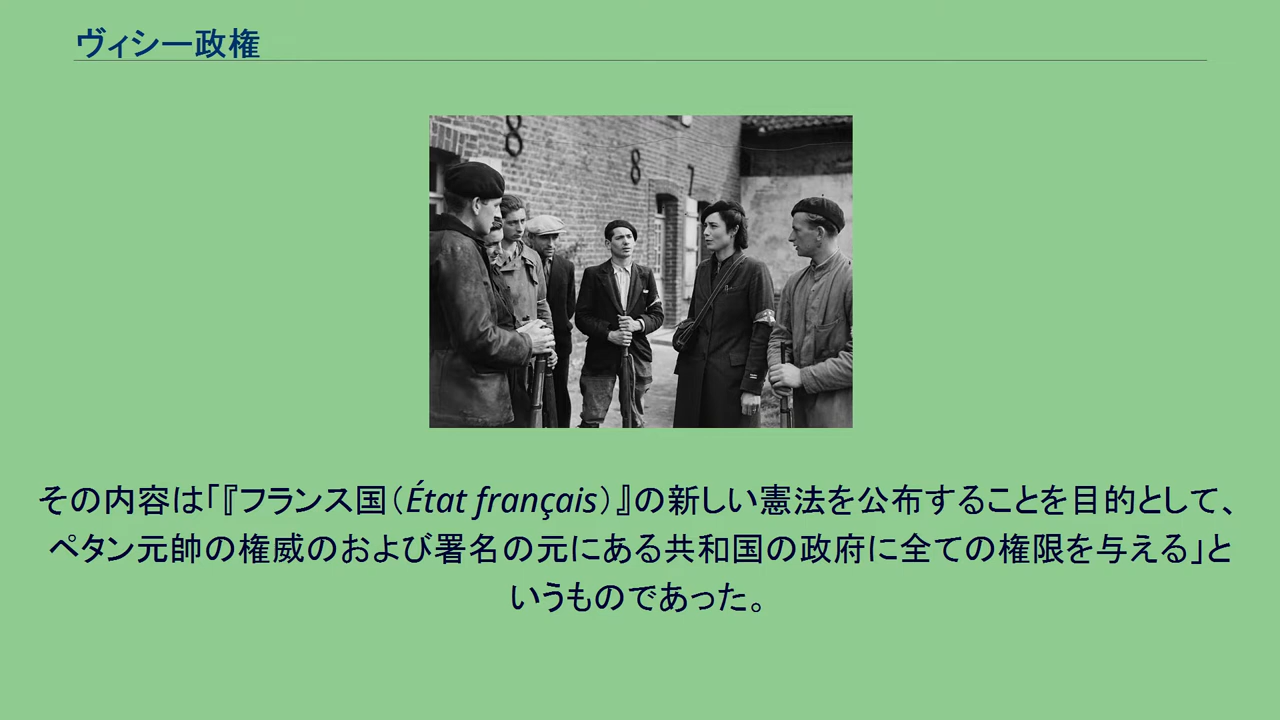 ヴィシー政権
8
8
7
その内容は「『フランス国（État français）』の新しい憲法を公布することを目的として、
ペタン元帥の権威のおよび署名の元にある共和国の政府に全ての権限を与える」と
いうものであった。